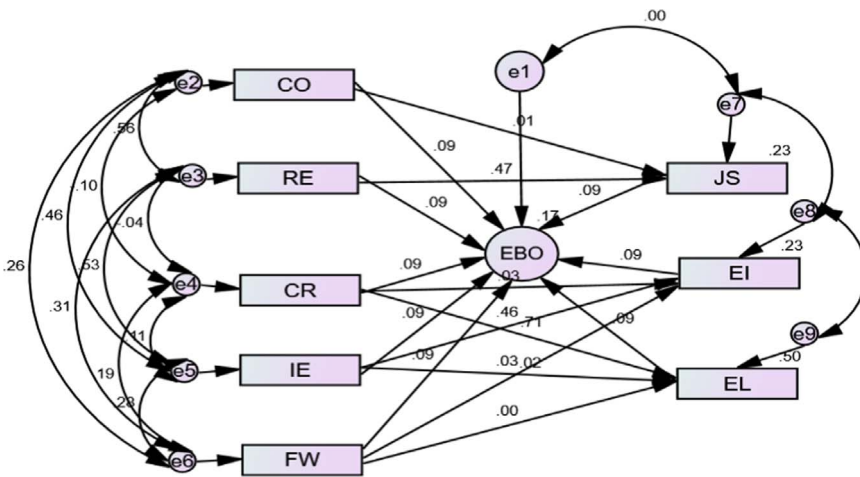 .00
e1
e2
CO
e7
.56
.01
.09
.23
e3
RE
.47
JS
.10
.09
.09
.46
.17
e8
-.04
EBO
.23
.26
.53
.09
.09
.03
EI
e4
CR
.31
.09
.46
.71
.09
e9
.11
.09
.03
.02
.50
19
e5
IE
EL
.28
.00
e6
FW